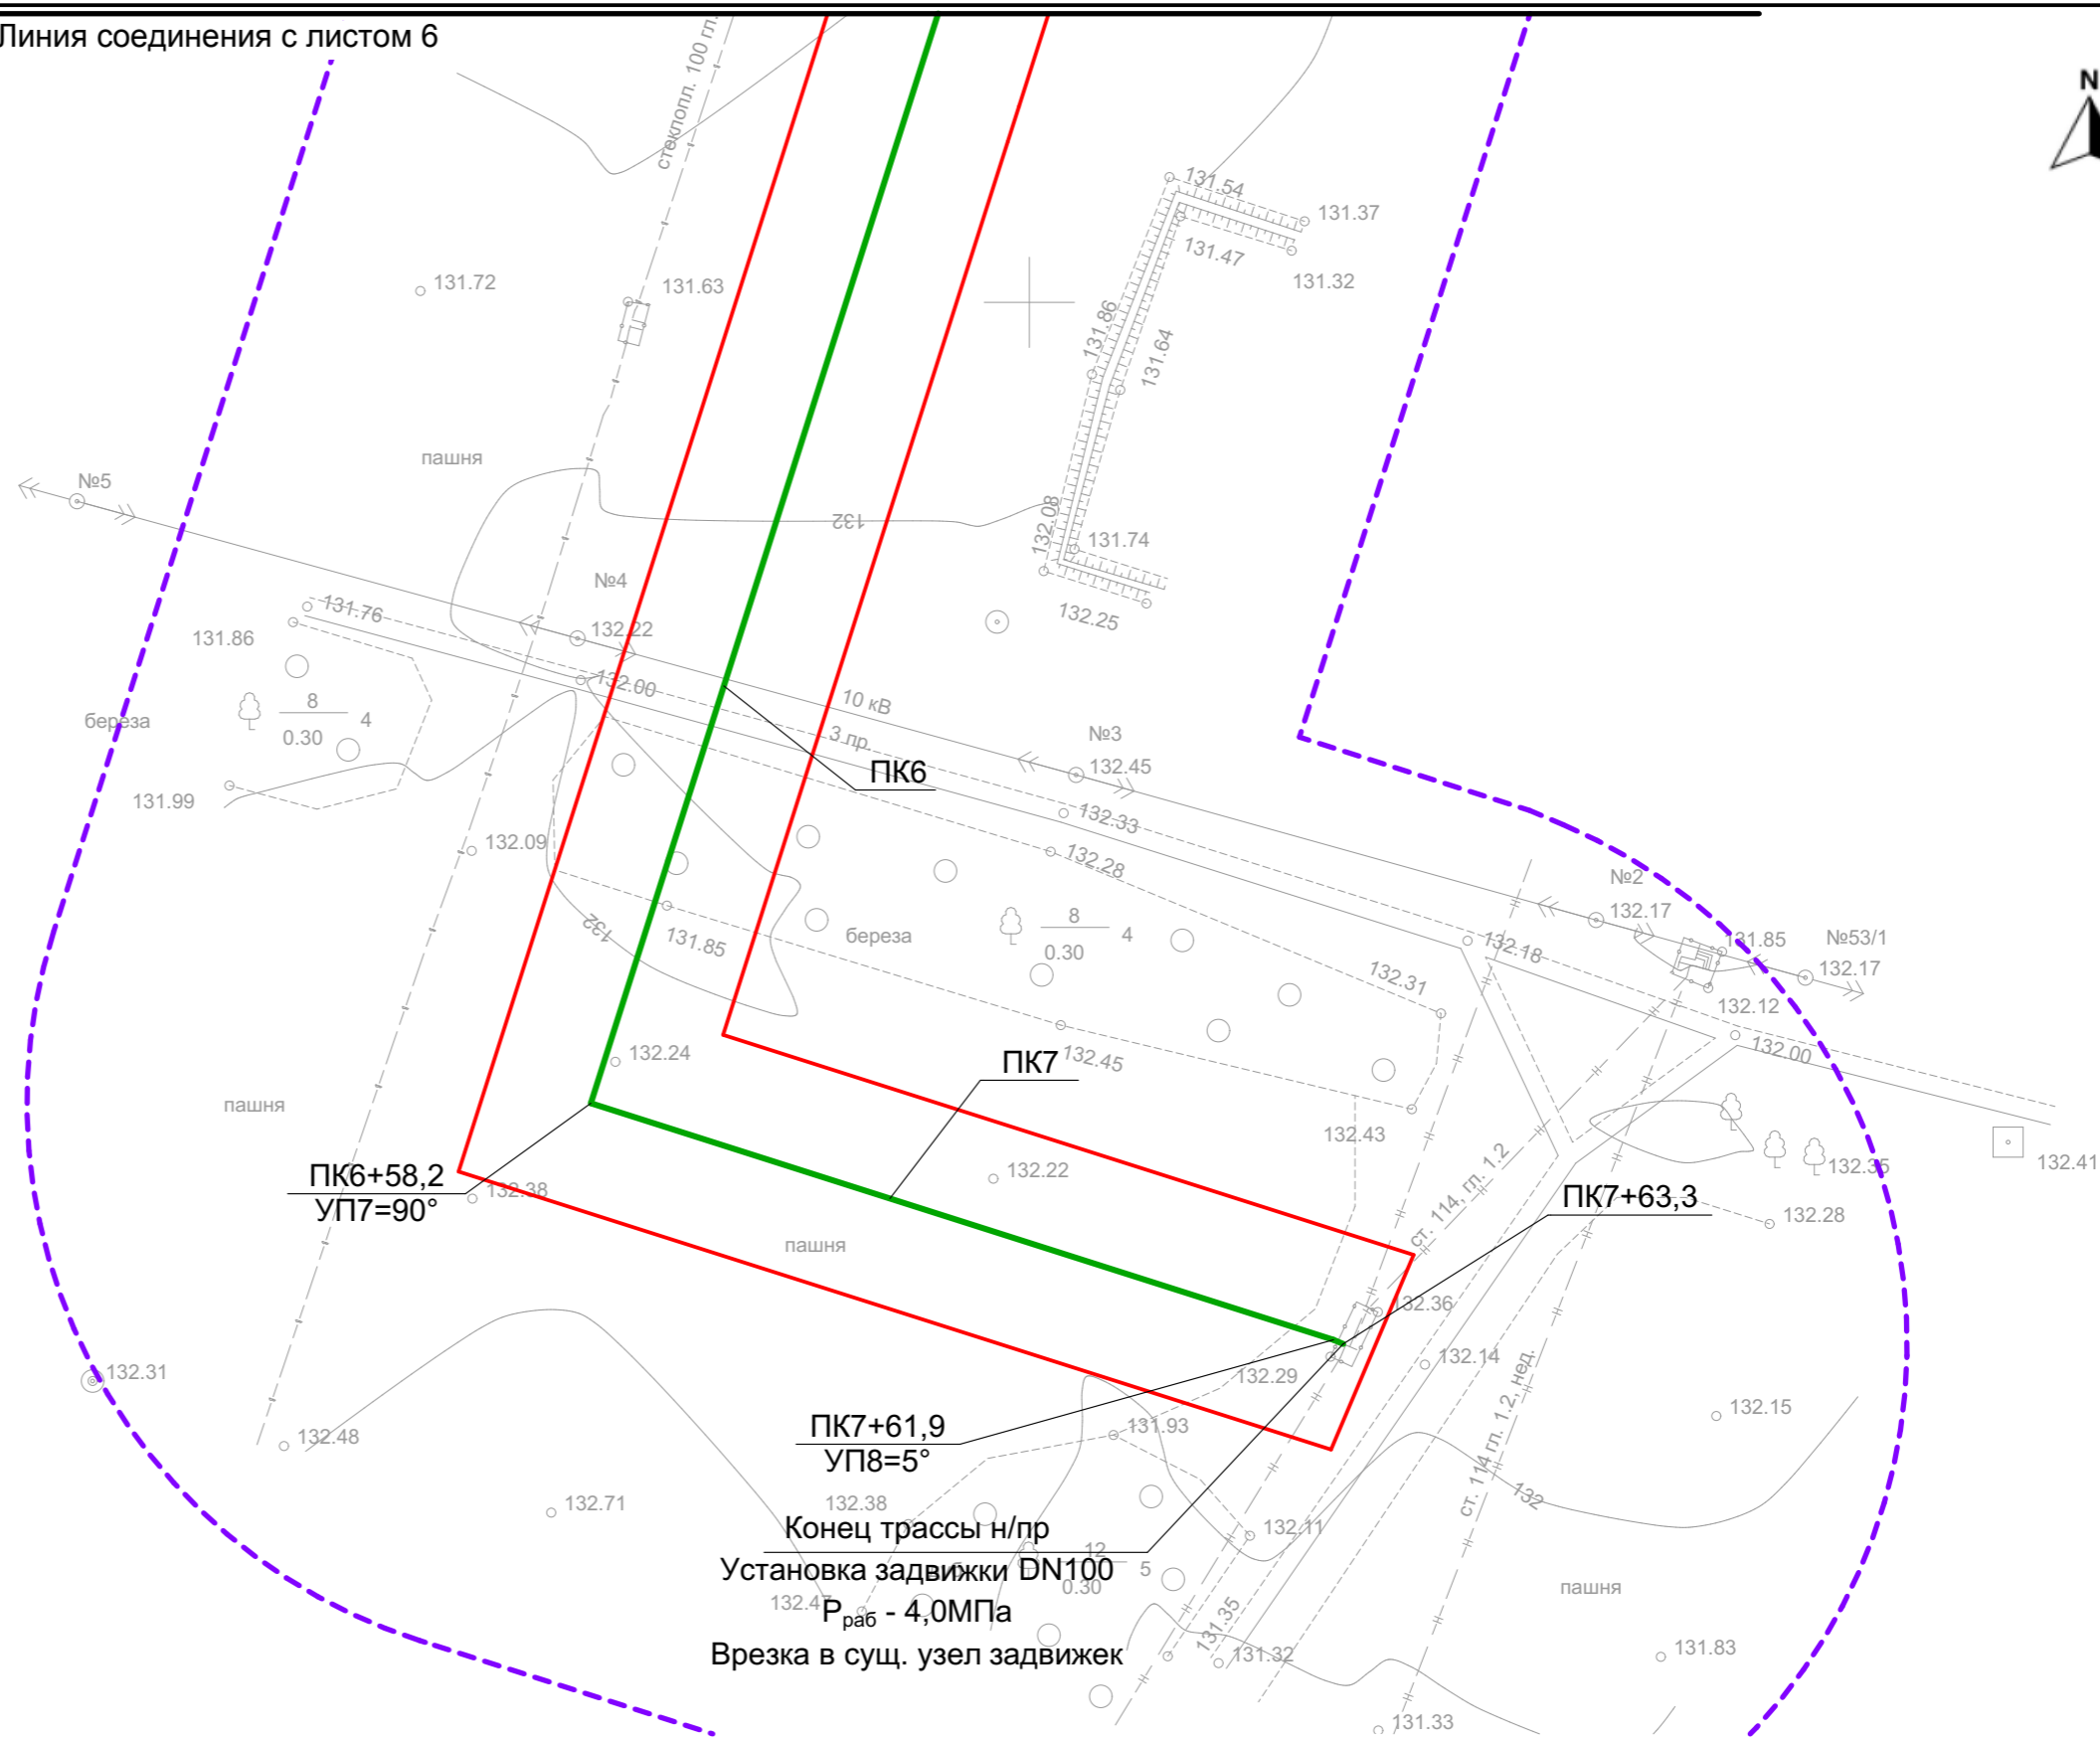 Линия соединения с листом 6
стеклопл. 100 гл.
N
131.54
131.37
131.47
131.32
131.72
131.63
131.86
131.64
пашня
№5
132
132.08
131.74
№4
132.25
131.76
132.22
131.86
132.00
10 кВ
8
4
0.30
береза
3 пр.
№3
132.45
ПК6
131.99
132.33
132.09
132.28
№2
132.17
8
4
0.30
береза
132
131.85
132.18
131.85
№53/1
132.17
132.31
132.12
132.00
132.24
ПК7
132.45
пашня
132.43
132.35
132.41
ПК6+58,2
УП7=90°
132.38
132.22
ст. 114, гл. 1.2
ПК7+63,3
132.28
пашня
132.36
132.31
132.29
132.14
ст. 114 гл. 1.2, нед.
132.15
ПК7+61,9
УП8=5°
131.93
132.48
132.71
132.38
132
132.11
Конец трассы н/пр
Установка задвижки DN100
12
5
0.30
132.47
Pраб - 4,0МПа
Врезка в сущ. узел задвижек
пашня
131.35
131.32
131.83
131.33